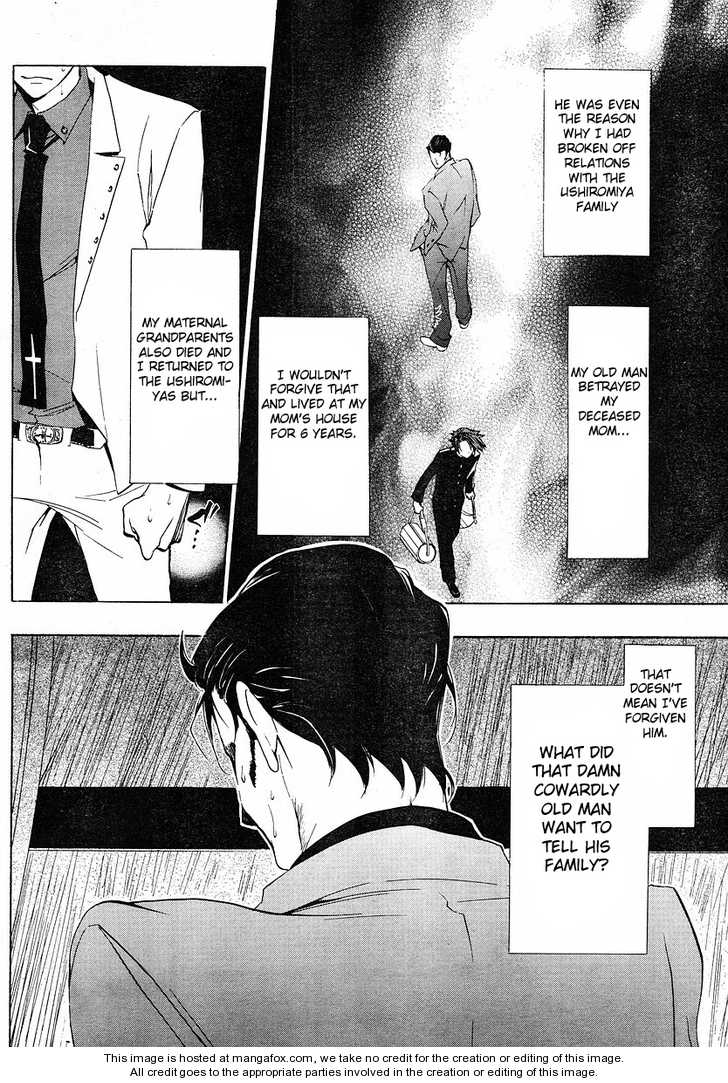 HE WAS EVEN
THE REASON
WHY I HAD
BROKEN OFF
RELATIONS
WITH THE
USHIROMIYA
FAMILY
MY OLD MAN
BETRAYED
MY
DECEASED
MOM...
I WOULDN'T
FORGIVE THAT
AND LIVED AT MY
MOM'S HOUSE
FOR 6 YEARS.
MY MATERNAL
GRANDPARENTS
ALSO DIED AND
I RETURNED TO
THE USHIROMI-
YAS BUT...
THAT
DOESN'T
MEAN I'VE
FORGIVEN
HIM.
WHAT DID
THAT DAMN
COWARDLY
OLD MAN
WANT TO
TELL HIS
FAMILY?
This image is hosted at mangafox.com, we take no credit for the creation or editing of this image.
All credit goes to the appropriate parties involved in the creation or editing of this image.